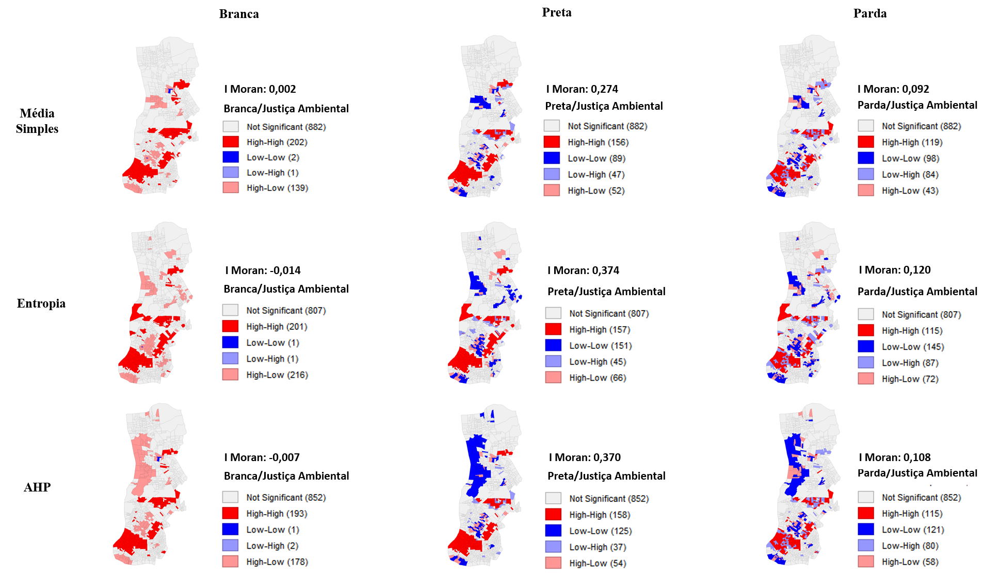 Branca
Preta
Parda
Média
Simples
I Moran: 0,002
Branca/Justiça Ambiental
Not Significant (882)
High-High (202)
Low-Low (2)
Low-High (1)
High-Low (139)
I Moran: 0,274
Preta/Justiça Ambiental
Not Significant (882)
High-High (156)
Low-Low (89)
Low-High (47)
High-Low (52)
I Moran: 0,092
Parda/Justiça Ambiental
Not Significant (882)
High-High (119)
Low-Low (98)
Low-High (84)
High-Low (43)
Entropia
I Moran: -0,014
Branca/Justiça Ambiental
Not Significant (807)
High-High (201)
Low-Low (1)
Low-High (1)
High-Low (216)
I Moran: 0,374
Preta/Justiça Ambiental
Not Significant (807)
High-High (157)
Low-Low (151)
Low-High (45)
High-Low (66)
I Moran: 0,120
Parda/Justiça Ambiental
Not Significant (807)
High-High (115)
Low-Low (145)
Low-High (87)
High-Low (72)
AHP
I Moran: -0,007
Branca/Justiça Ambiental
Not Significant (852)
High-High (193)
Low-Low (1)
Low-High (2)
High-Low (178)
I Moran: 0,370
Preta/Justiça Ambiental
Not Significant (852)
High-High (158)
Low-Low (125)
Low-High (37)
High-Low (54)
I Moran: 0,108
Parda/Justiça Ambiental
Not Significant (852)
High-High (115)
Low-Low (121)
Low-High (80)
High-Low (58)